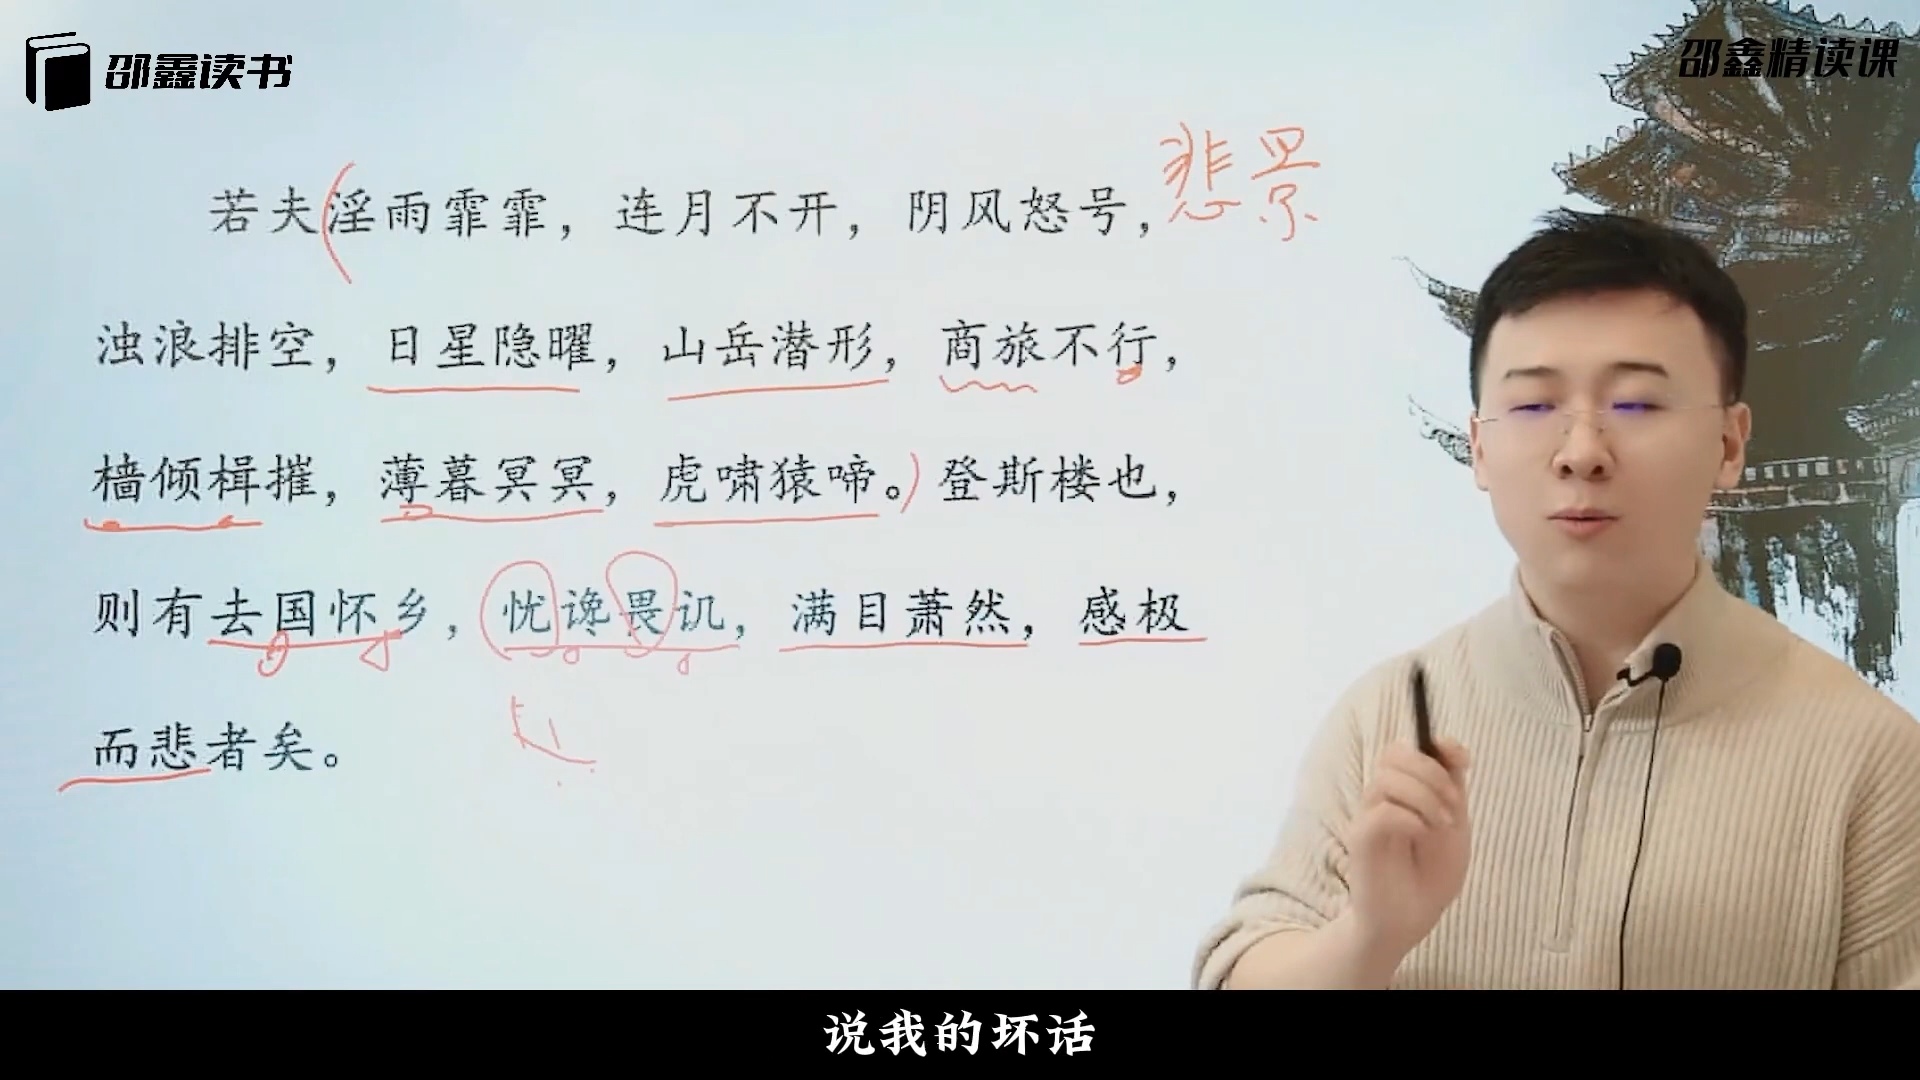 邵鑫读书
邵鑫精读课
悲景
若夫淫雨霏霏，连月不开，阴风怒号，
浊浪排空，日星隐曜，山岳潜形，商旅不行，
樯倾楫摧，薄暮冥冥，虎啸猿啼。登斯楼也，
则有去国怀乡，忧谗畏讥，满目萧然，感极
而悲者矣。
说我的坏话